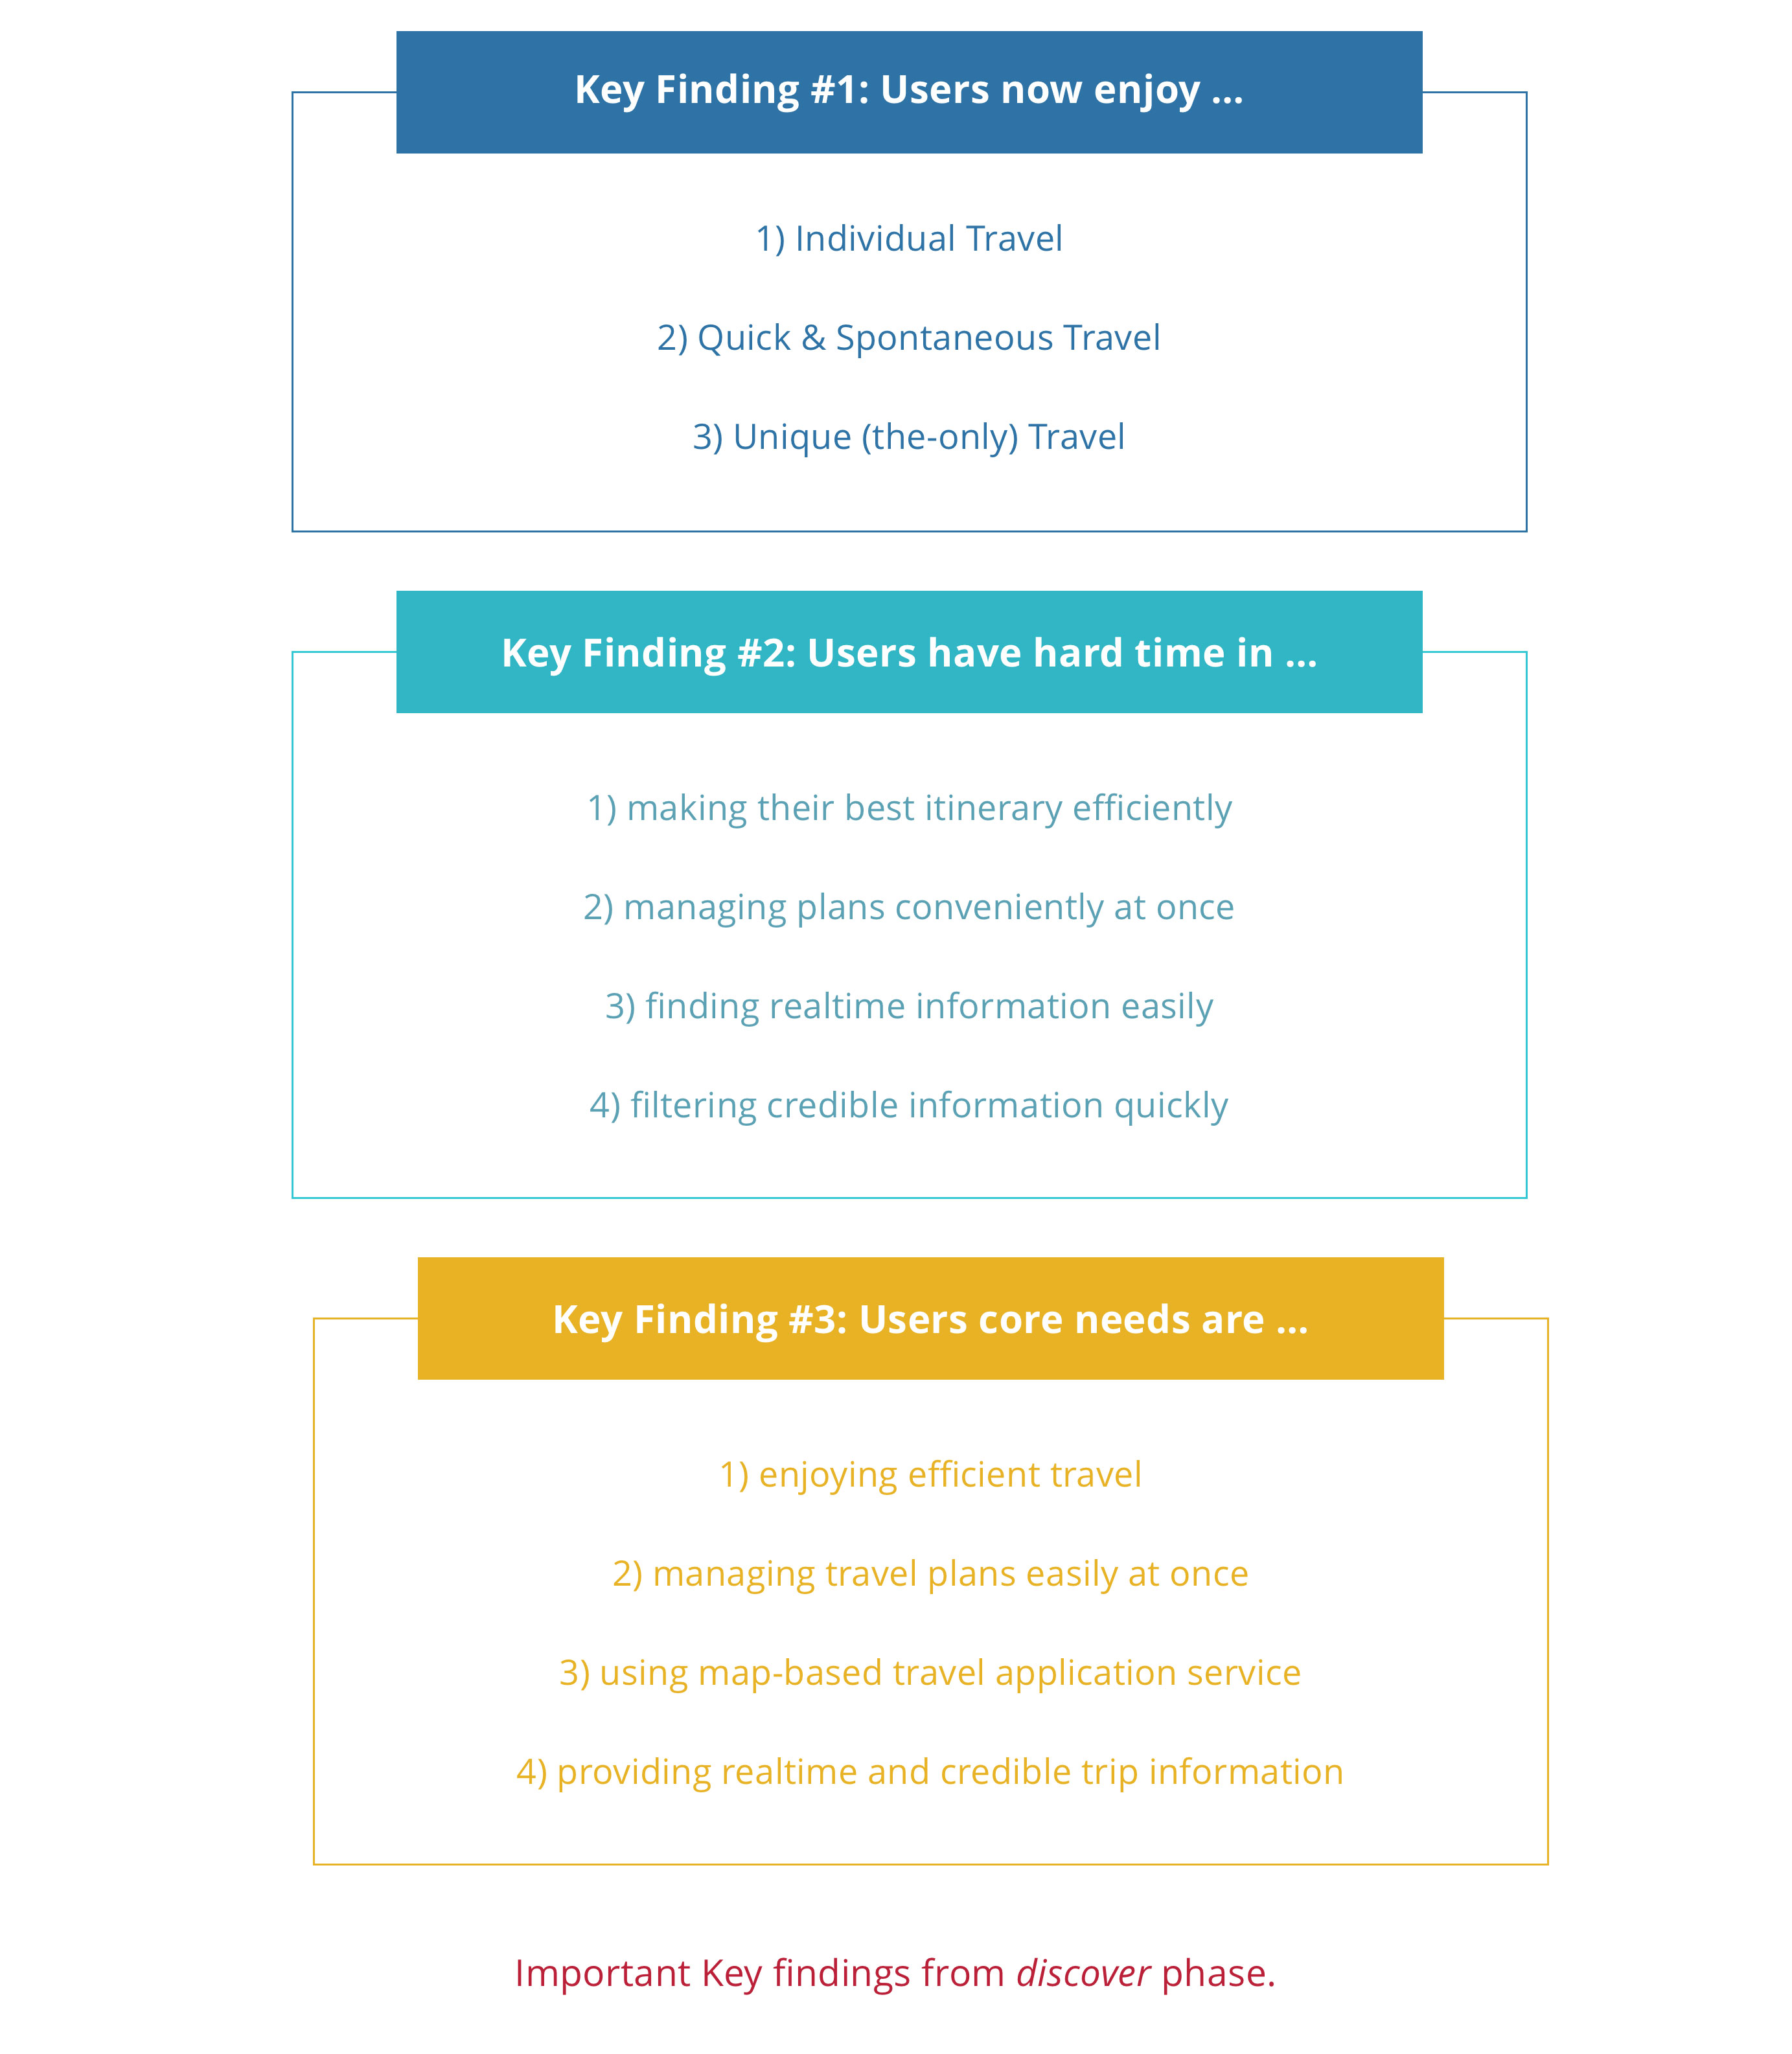 Key Finding #1: Users now enjoy ...
1) Individual Travel
2) Quick & Spontaneous Travel
3) Unique (the-only) Travel
Key Finding #2: Users have hard time in ...
1) making their best itinerary efficiently
2) managing plans conveniently at once
3) finding realtime information easily
4) filtering credible information quickly
Key Finding #3: Users core needs are ...
1) enjoying efficient travel
2) managing travel plans easily at once
3) using map-based travel application service
4) providing realtime and credible trip information
Important Key findings from discover phase.